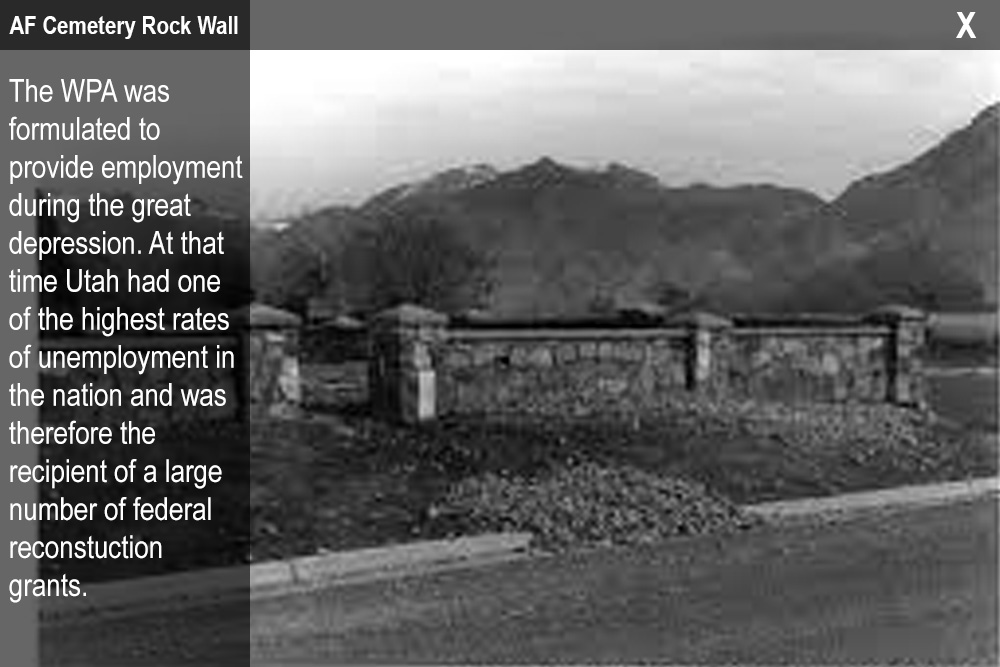 AF Cemetery Rock Wall
X
The WPA was
formulated to
provide employment
during the great
depression. At that
time Utah had one
of the highest rates
of unemployment in
the nation and was
therefore the
recipient of a large
number of federal
reconstuction
grants.